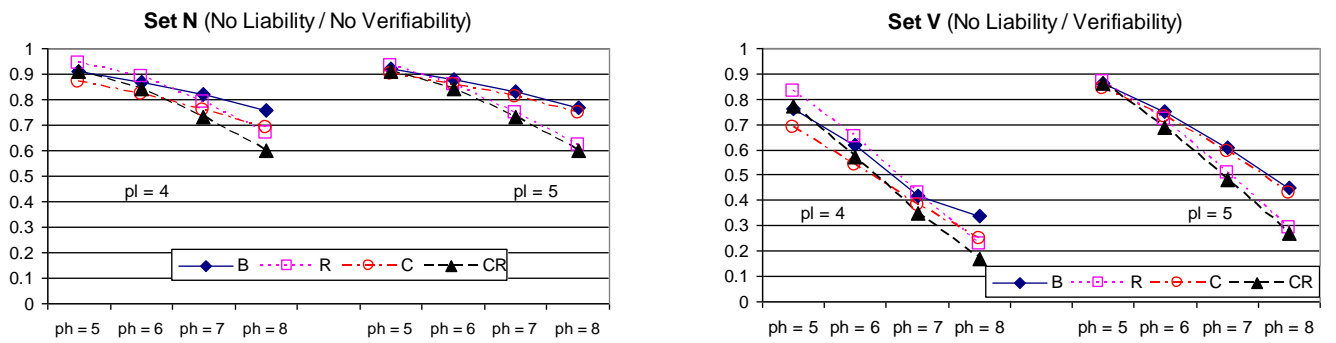 Set N (No Liability / No Verifiability)
1
0.9
0.8
0.7
0.6
0.5
0.4
0.3
0.2
0.1
0
pl = 4
pl = 5
B R C CR
ph = 5 ph = 6 ph = 7 ph = 8 ph = 5 ph = 6 ph = 7 ph = 8
Set V (No Liability / Verifiability)
1
0.9
0.8
0.7
0.6
0.5
0.4
0.3
0.2
0.1
0
pl = 4
pl = 5
B R C CR
ph = 5 ph = 6 ph = 7 ph = 8 ph = 5 ph = 6 ph = 7 ph = 8